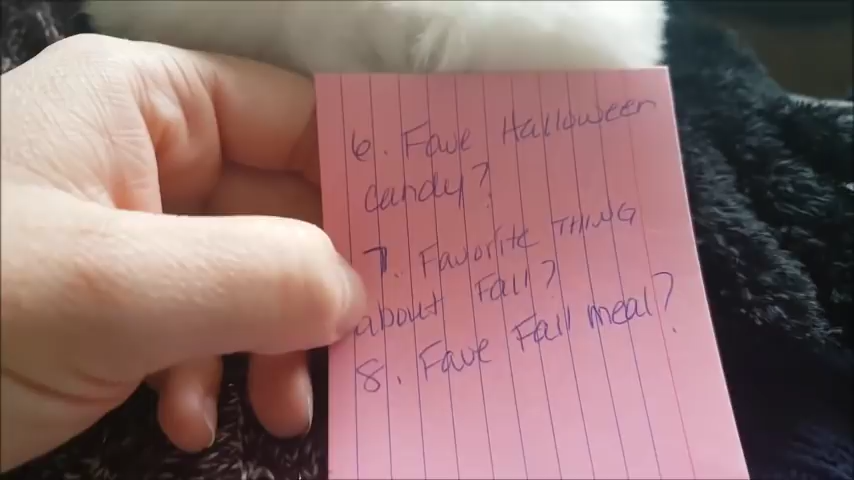 6. Fave Halloween
candy?
7. Favorite THING
about Fall?
8. Fave Fall meal?